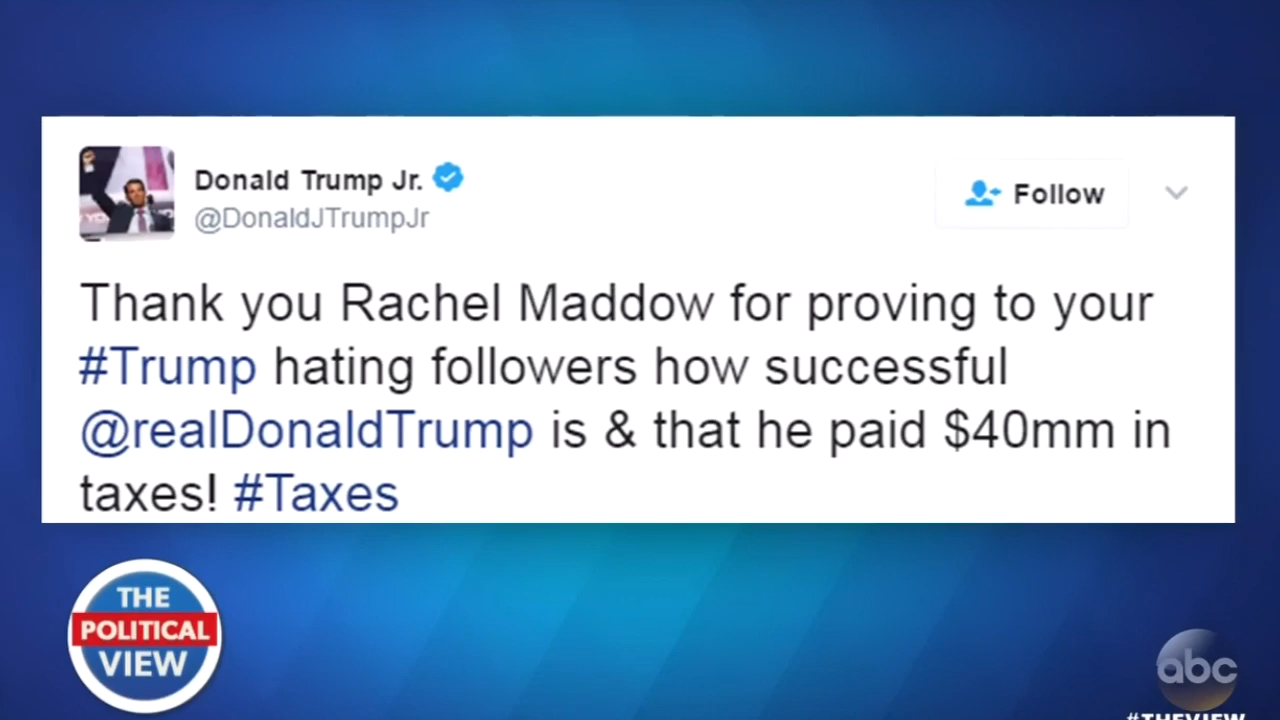 Donald Trump Jr.
@DonaldJTrumpJr
Follow
Thank you Rachel Maddow for proving to your
#Trump hating followers how successful
@realDonaldTrump is & that he paid $40mm in
taxes! #Taxes
THE
POLITICAL
VIEW
abc
#THEVIEW